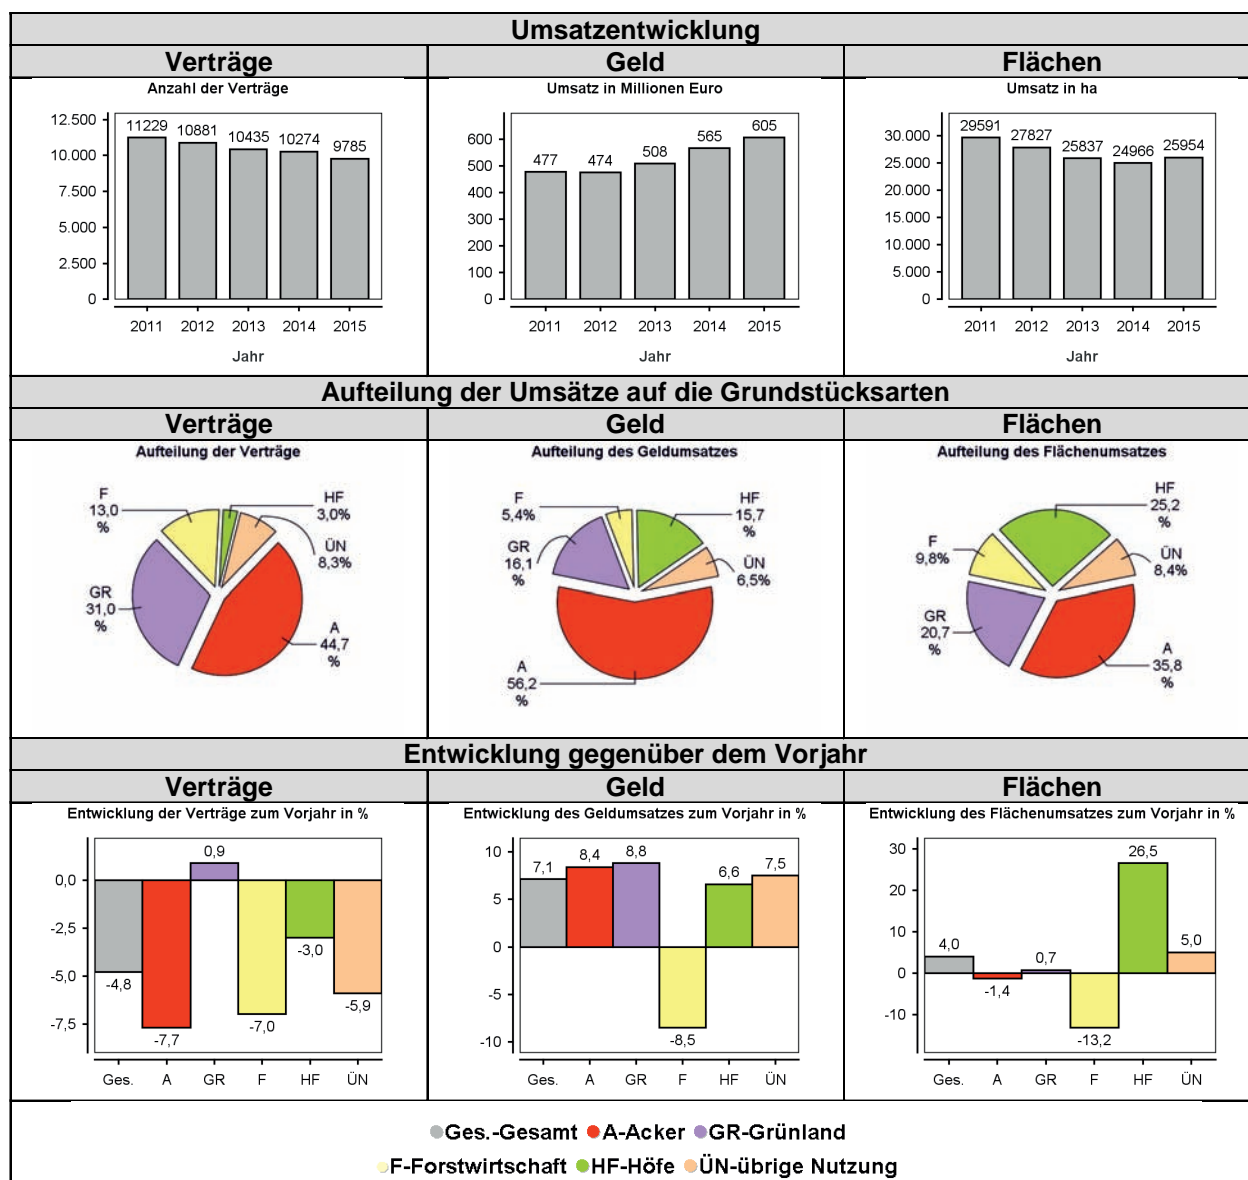 Umsatzentwicklung
Verträge
Geld
Flächen
Anzahl der Verträge
12.500
10.000
7.500
5.000
2.500
0
11229
10881
10435
10274
9785
2011 2012 2013 2014 2015
Jahr
Umsatz in Millionen Euro
600
500
400
300
200
100
0
477
474
508
565
605
2011 2012 2013 2014 2015
Jahr
Umsatz in ha
30.000
25.000
20.000
15.000
10.000
5.000
0
29591
27827
25837
24966
25954
2011 2012 2013 2014 2015
Jahr
Aufteilung der Umsätze auf die Grundstücksarten
Verträge
Geld
Flächen
Aufteilung der Verträge
F
13,0
%
HF
3,0%
ÜN
8,3%
GR
31,0
%
A
44,7
%
Aufteilung des Geldumsatzes
F
5,4%
HF
15,7
%
GR
16,1
%
ÜN
6,5%
A
56,2
%
Aufteilung des Flächenumsatzes
HF
25,2
%
F
9,8%
ÜN
8,4%
GR
20,7
%
A
35,8
%
Entwicklung gegenüber dem Vorjahr
Verträge
Geld
Flächen
Entwicklung der Verträge zum Vorjahr in %
0,0
-2,5
-5,0
-7,5
-4,8
-7,7
0,9
-7,0
-3,0
-5,9
Ges. A GR F HF ÜN
Entwicklung des Geldumsatzes zum Vorjahr in %
10
5
0
-5
-10
7,1
8,4
8,8
-8,5
6,6
7,5
Ges. A GR F HF ÜN
Entwicklung des Flächenumsatzes zum Vorjahr in %
30
20
10
0
-10
4,0
-1,4
0,7
-13,2
26,5
5,0
Ges. A GR F HF ÜN
Ges.-Gesamt A-Acker GR-Grünland
F-Forstwirtschaft HF-Höfe ÜN-übrige Nutzung